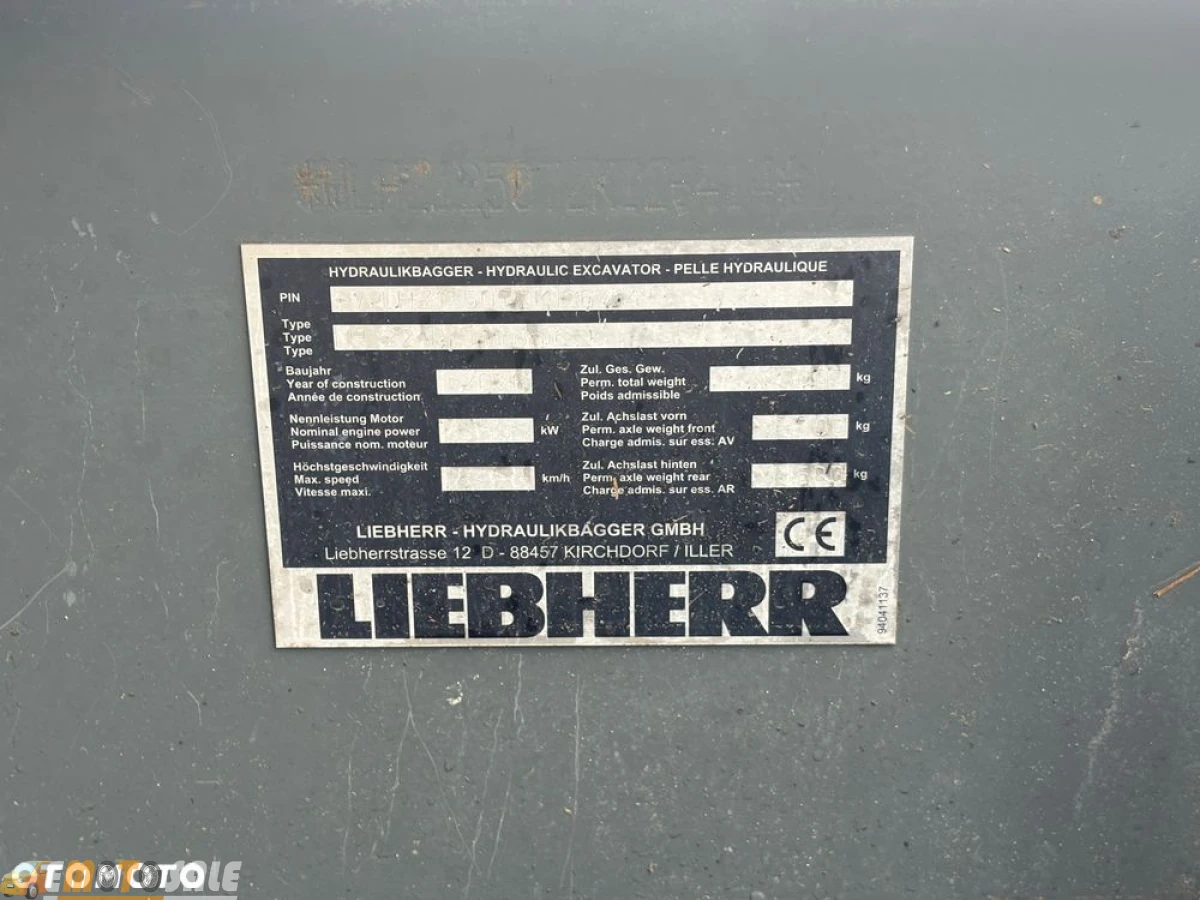 HYDRAULIKBAGGER - HYDRAULIC EXCAVATOR - PELLE HYDRAULIQUE
PIN
Type
Type
Type
Baujahr
Year of construction
Année de construction
Zul. Ges. Gew.
Perm. total weight
Poids admissible
kg
Nennleistung Motor
Nominal engine power
Puissance nom. moteur
kW
Zul. Achslast vorn
Perm. axle weight front
Charge admis. sur ess. AV
kg
Höchstgeschwindigkeit
Max. speed
Vitesse maxi.
km/h
Zul. Achslast hinten
Perm. axle weight rear
Charge admis. sur ess. AR
kg
LIEBHERR - HYDRAULIKBAGGER GMBH
Liebherrstrasse 12 D - 88457 KIRCHDORF / ILLER
CE
LIEBHERR
94041137
OTOMOTO